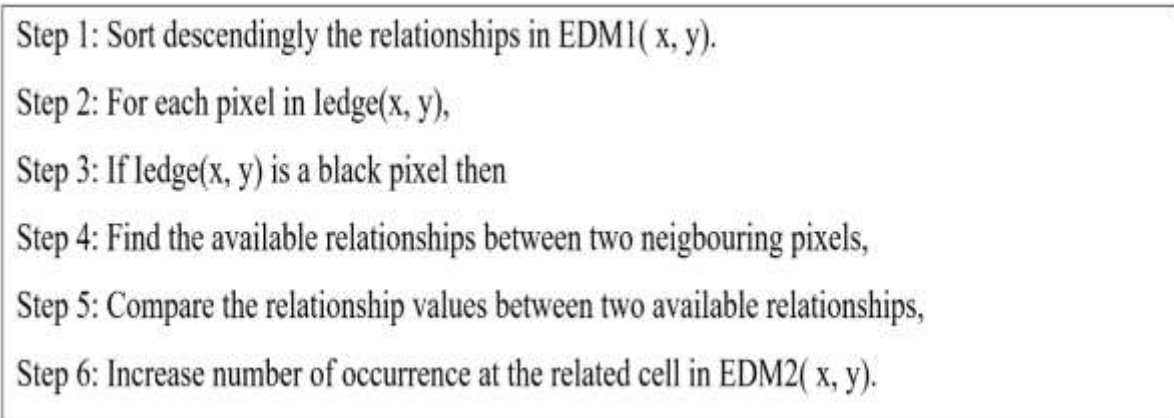 Step 1: Sort descendingly the relationships in EDM1( x, y).
Step 2: For each pixel in Iedge(x, y),
Step 3: If Iedge(x, y) is a black pixel then
Step 4: Find the available relationships between two neigbouring pixels,
Step 5: Compare the relationship values between two available relationships,
Step 6: Increase number of occurrence at the related cell in EDM2( x, y).